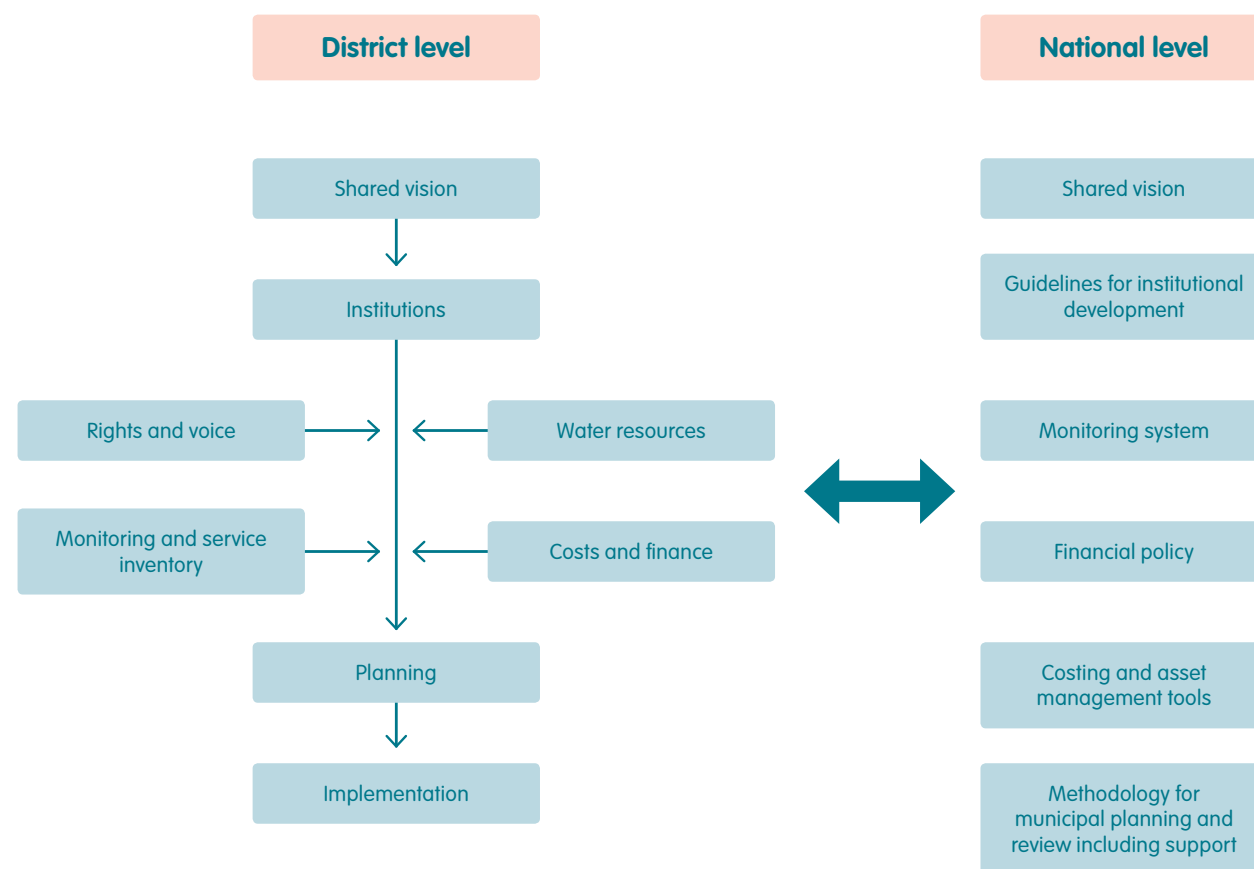 District level
National level
Shared vision
Shared vision
Institutions
Guidelines for institutional
development
Rights and voice
Water resources
Monitoring system
Monitoring and service
inventory
Costs and finance
Financial policy
Planning
Costing and asset
management tools
Implementation
Methodology for
municipal planning and
review including support